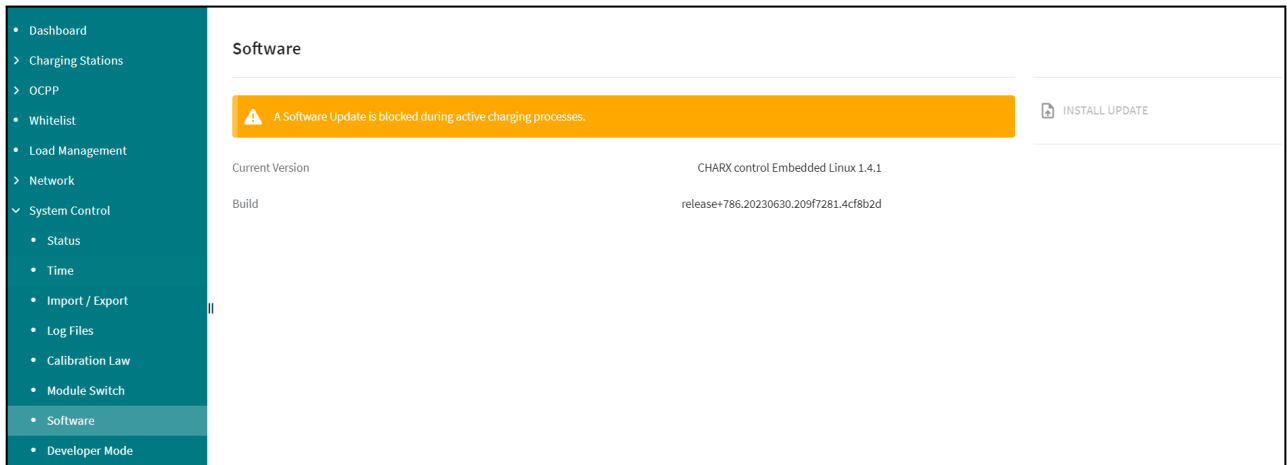 Dashboard
Charging Stations
OCPP
Whitelist
Load Management
Network
System Control
Status
Time
Import / Export
Log Files
Calibration Law
Module Switch
Software
Developer Mode
Software
A Software Update is blocked during active charging processes.
Current Version CHARX control Embedded Linux 1.4.1
Build release+786.20230630.209f7281.4cf8b2d
INSTALL UPDATE